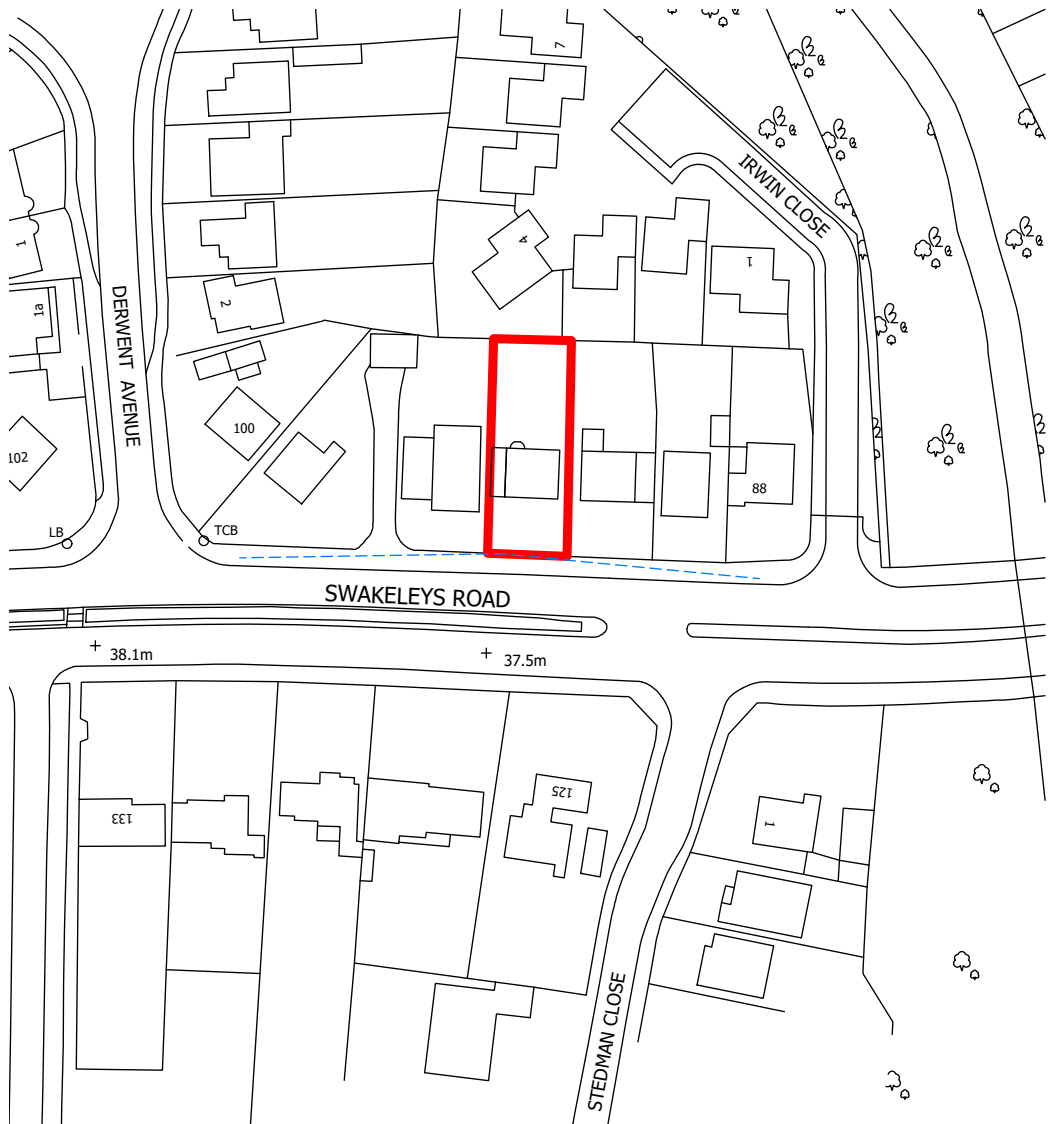 7
IRWIN CLOSE
4
1
1
1a
2
DERWENT AVENUE
100
102
88
LB
TCB
SWAKELEYS ROAD
38.1m
37.5m
125
133
1
STEDMAN CLOSE